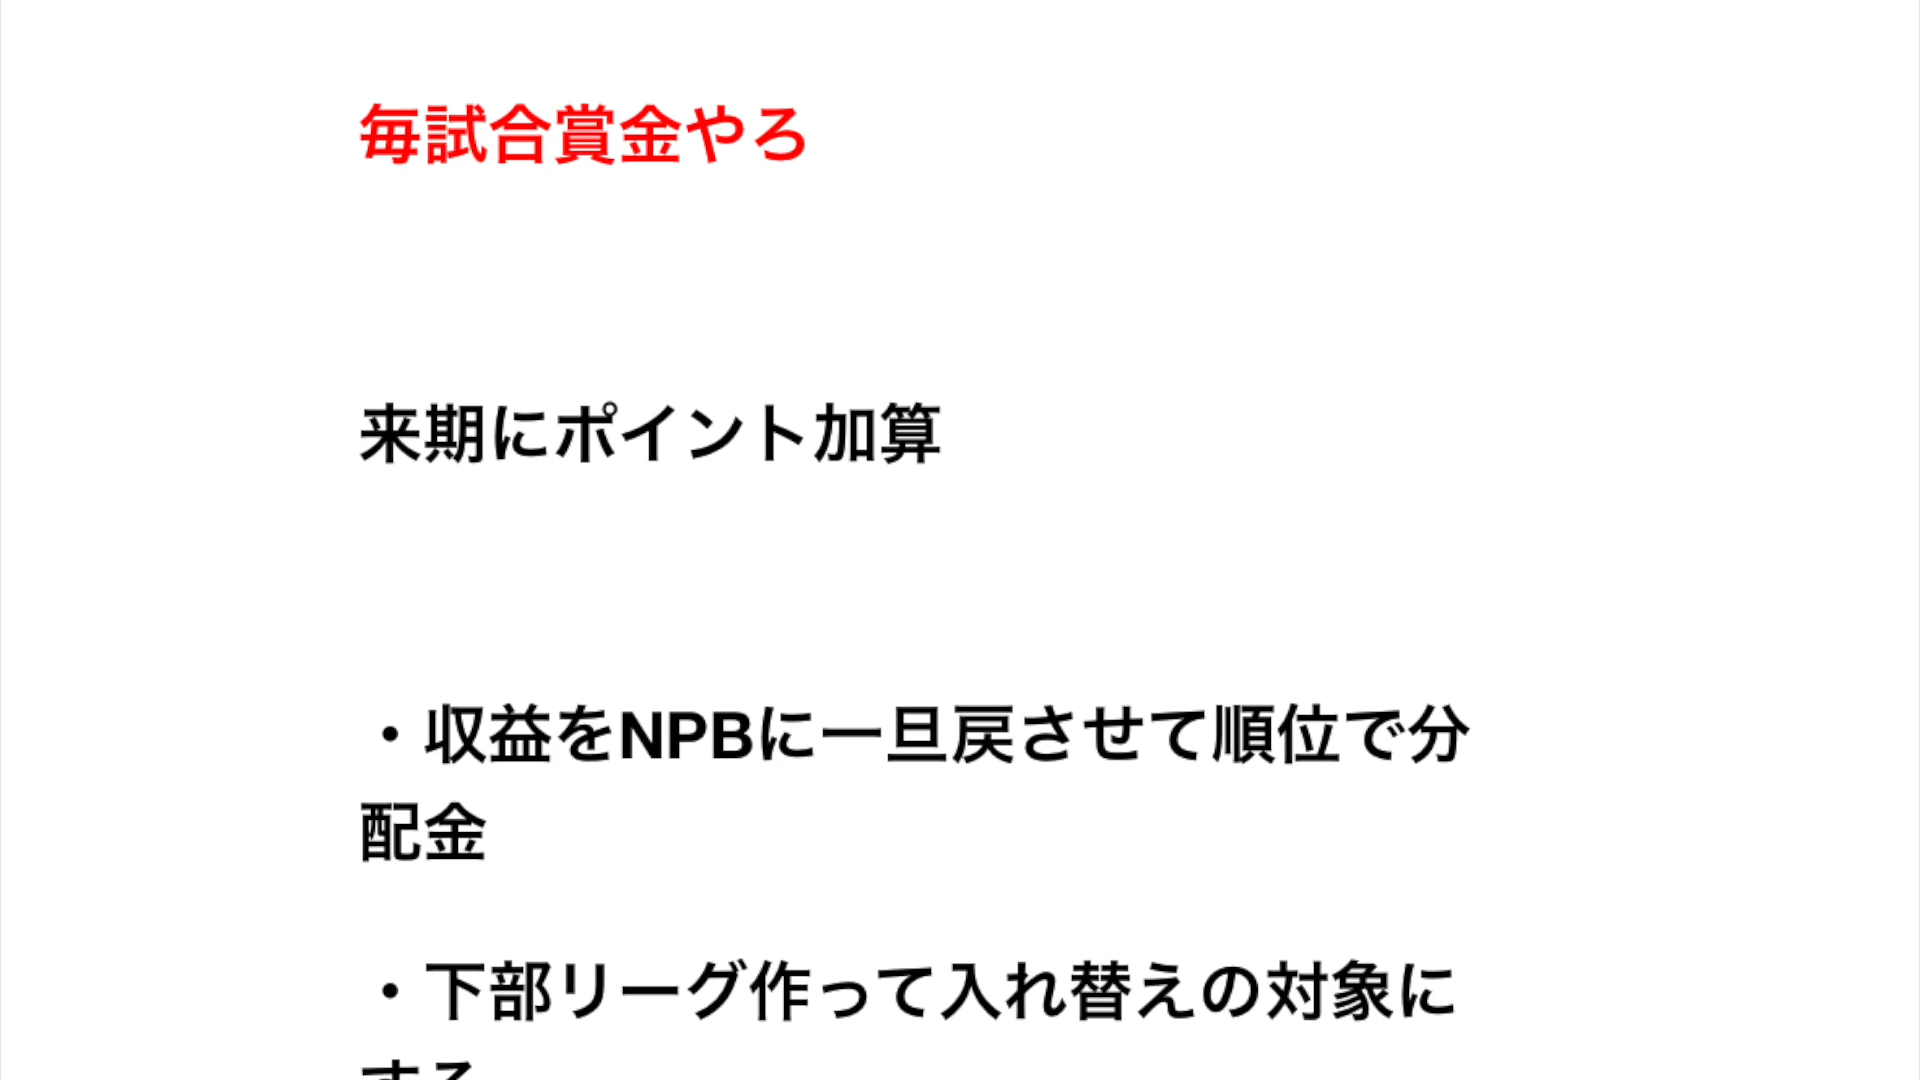 毎試合賞金やろ
来期にポイント加算
・収益をNPBに一旦戻させて順位で分
配金
・下部リーグ作って入れ替えの対象に
する